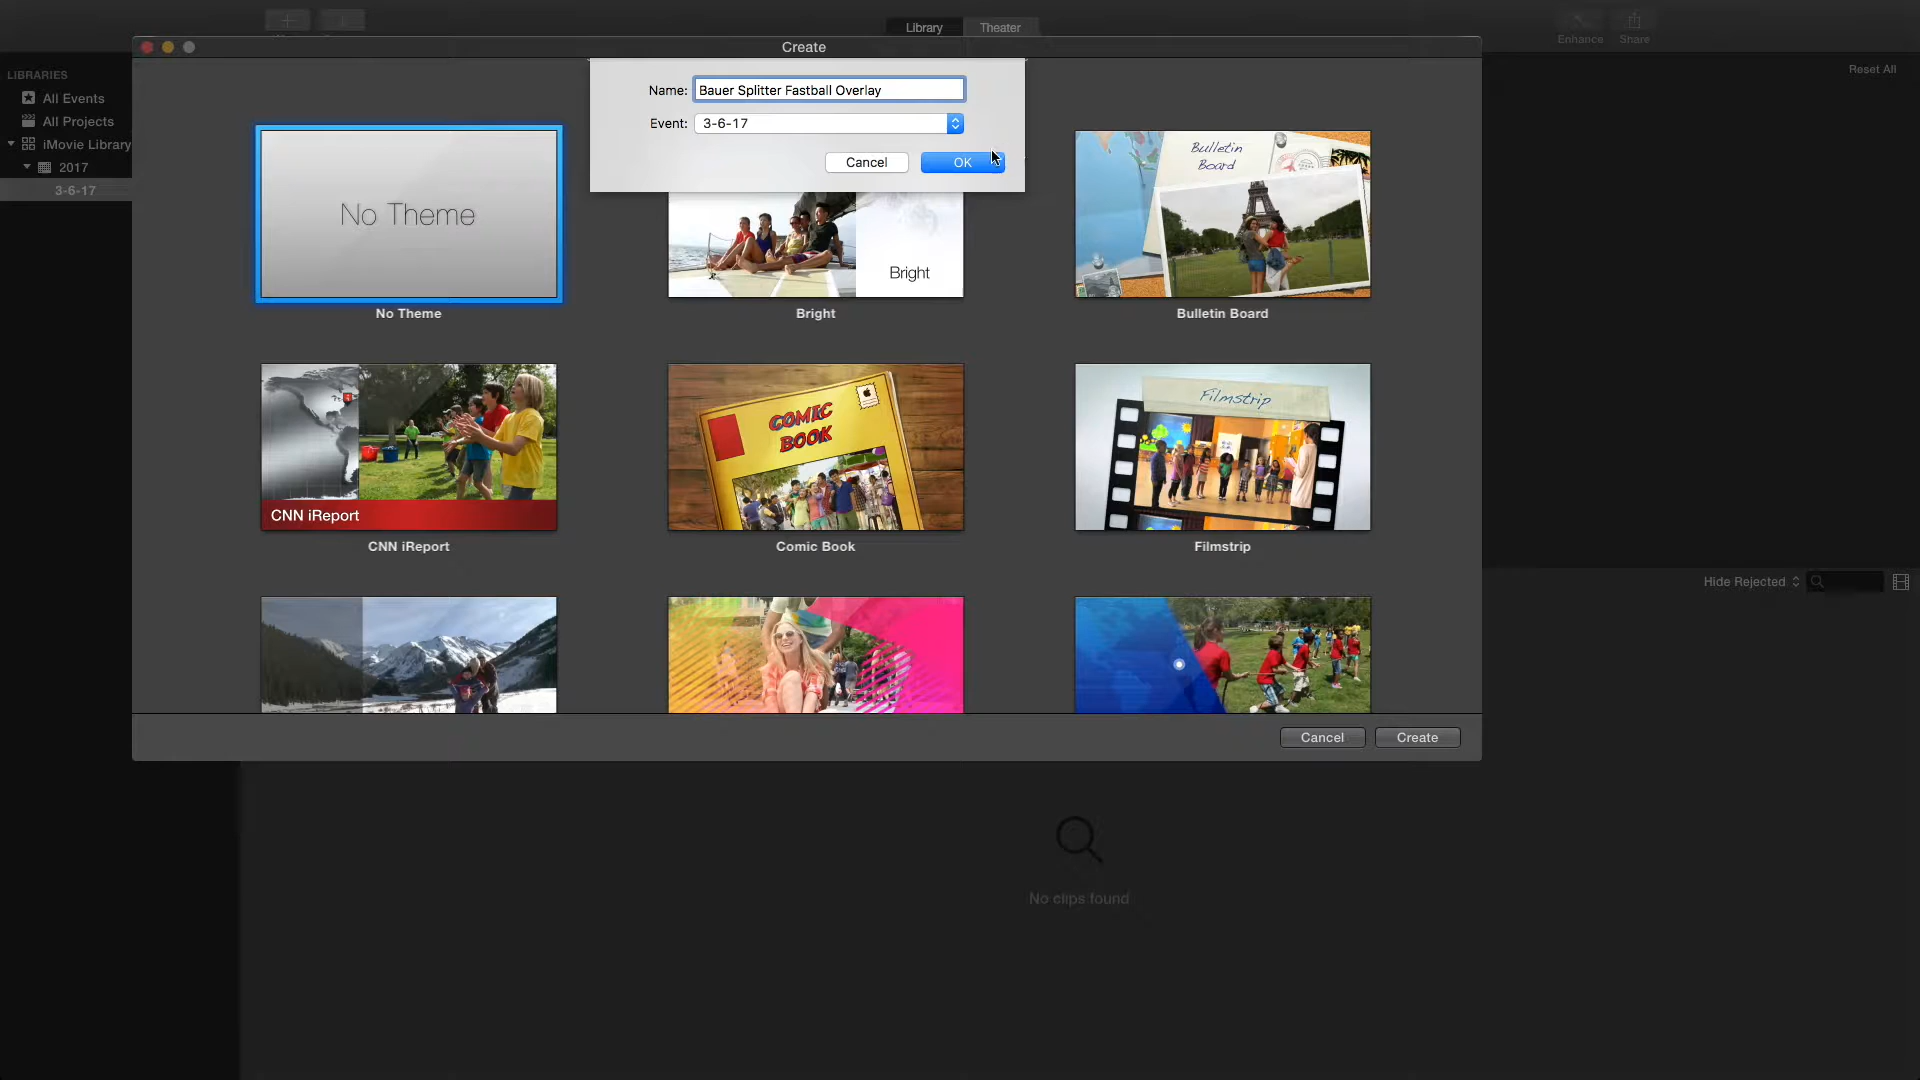 Library
Theater
Enhance
Share
Create
LIBRARIES
All Events
All Projects
iMovie Library
2017
3-6-17
Reset All
Name: Bauer Splitter Fastball Overlay
Event: 3-6-17
Cancel
OK
No Theme
Bright
Bulletin
Board
No Theme
Bright
Bulletin Board
CNN iReport
COMIC
BOOK
Filmstrip
CNN iReport
Comic Book
Filmstrip
Hide Rejected
Cancel
Create
No clips found